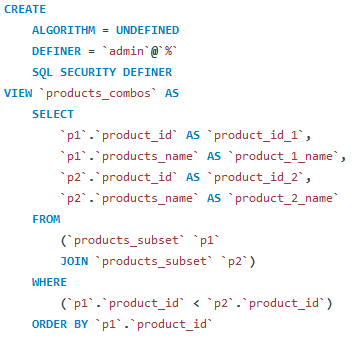 CREATE
    ALGORITHM = UNDEFINED
    DEFINER = `admin`@`%`
    SQL SECURITY DEFINER
VIEW `products_combos` AS
    SELECT
        `p1`.`product_id` AS `product_id_1`,
        `p1`.`products_name` AS `product_1_name`,
        `p2`.`product_id` AS `product_id_2`,
        `p2`.`products_name` AS `product_2_name`
    FROM
        (`products_subset` `p1`
        JOIN `products_subset` `p2`)
    WHERE
        (`p1`.`product_id` < `p2`.`product_id`)
    ORDER BY `p1`.`product_id`